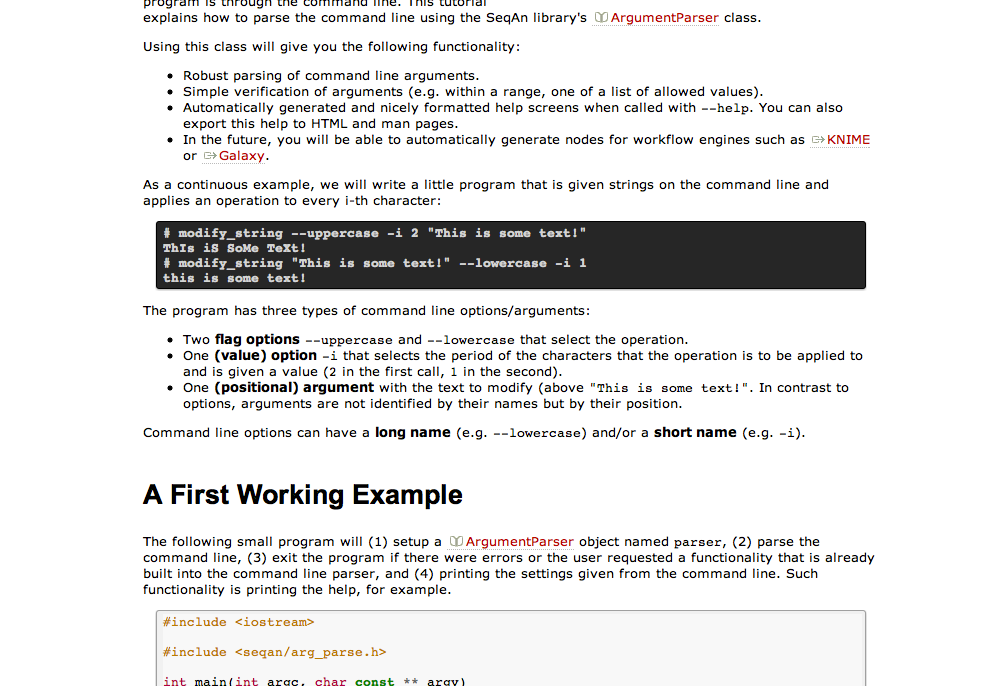 program is through the command line. This tutorial
explains how to parse the command line using the SeqAn library's ArgumentParser class.
Using this class will give you the following functionality:
• Robust parsing of command line arguments.
• Simple verification of arguments (e.g. within a range, one of a list of allowed values).
• Automatically generated and nicely formatted help screens when called with --help. You can also
export this help to HTML and man pages.
• In the future, you will be able to automatically generate nodes for workflow engines such as KNIME
or Galaxy.
As a continuous example, we will write a little program that is given strings on the command line and
applies an operation to every i-th character:
# modify_string --uppercase -i 2 "This is some text!"
ThIs iS SoMe TeXt!
# modify_string "This is some text!" --lowercase -i 1
this is some text!
The program has three types of command line options/arguments:
• Two flag options --uppercase and --lowercase that select the operation.
• One (value) option -i that selects the period of the characters that the operation is to be applied to
and is given a value (2 in the first call, 1 in the second).
• One (positional) argument with the text to modify (above "This is some text!". In contrast to
options, arguments are not identified by their names but by their position.
Command line options can have a long name (e.g. --lowercase) and/or a short name (e.g. -i).
A First Working Example
The following small program will (1) setup a ArgumentParser object named parser, (2) parse the
command line, (3) exit the program if there were errors or the user requested a functionality that is already
built into the command line parser, and (4) printing the settings given from the command line. Such
functionality is printing the help, for example.
#include <iostream>
#include <seqan/arg_parse.h>
int main(int argc, char const ** argv)